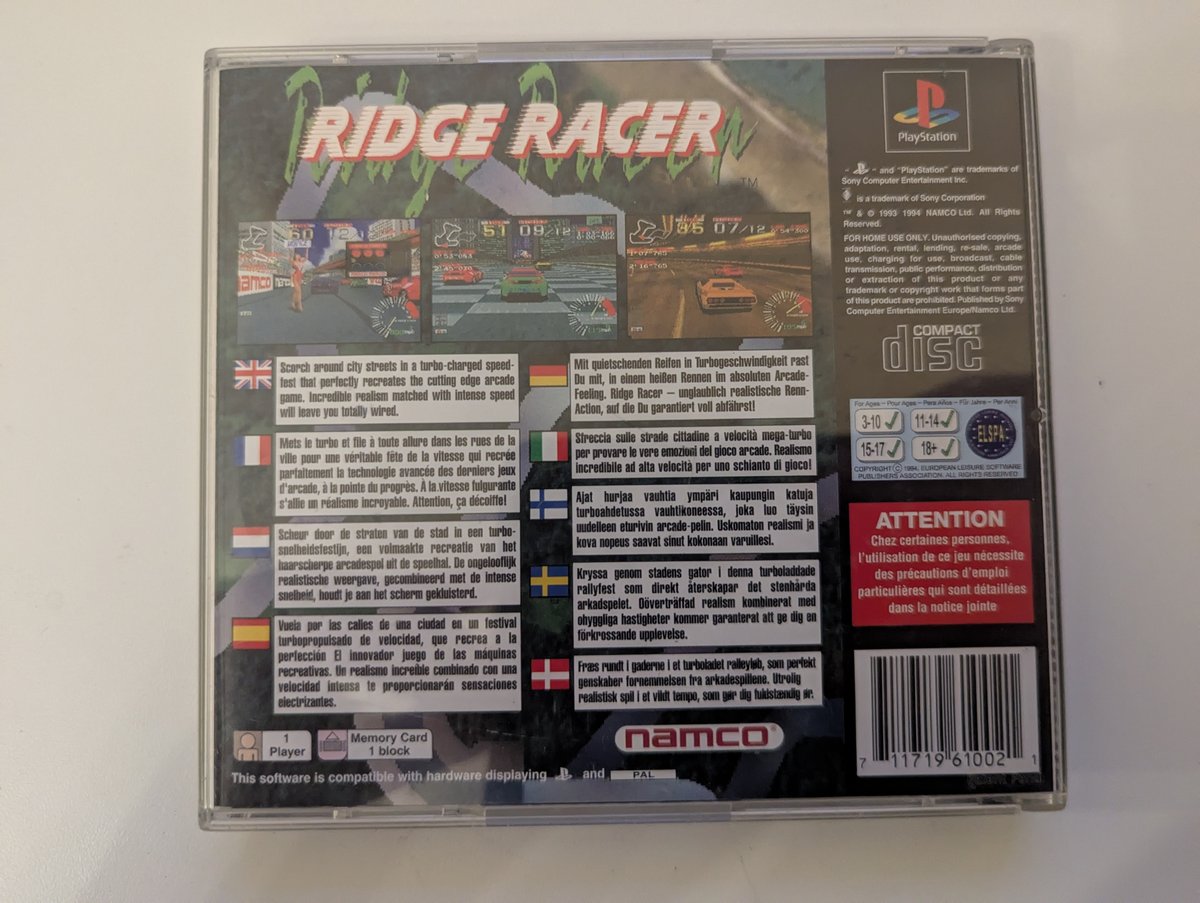 RIDGE RACER
Ridge Racer
TM
50
namco
51 09/12
0'53"083
85 07/12
1'07"765
2'16"765
Scorch around city streets in a turbo-charged speed-
fest that perfectly recreates the cutting edge arcade
game. Incredible realism matched with intense speed
will leave you totally wired.
Mets le turbo et file à toute allure dans les rues de la
ville pour une véritable fête de la vitesse qui recrée
parfaitement la technologie avancée des derniers jeux
d'arcade, à la pointe du progrès. A la vitesse fulgurante
s'allie un réalisme incroyable. Attention, ça décoiffe!
Scheur door de straten van de stad in een turbo-
snelheidsfestijn, een volmaakte recreatie van het
haarscherpe arcadespel uit de speelhal. De ongelooflijk
realistische weergave, gecombineerd met de intense
snelheid, houdt je aan het scherm gekluisterd.
Vuela por las calles de una ciudad en un festival
turbopropulsado de velocidad, que recrea a la
perfección El innovador juego de las máquinas
recreativas. Un realismo increíble combinado con una
velocidad intensa te proporcionarán sensaciones
electrizantes.
Mit quietschenden Reifen in Turbogeschwindigkeit rast
Du mit, in einem heißen Rennen im absoluten Arcade-
Feeling. Ridge Racer – unglaublich realistische Renn-
Action, auf die Du garantiert voll abfährst!
Sfreccia sulle strade cittadine a velocità mega-turbo
per provare le vere emozioni del gioco arcade. Realismo
incredibile ad alta velocità per uno schianto di gioco!
Ajat hurjaa vauhtia ympäri kaupungin katuja
turboahdetussa vauhtikoneessa, joka luo täysin
uudelleen eturivin arcade-pelin. Uskomaton realismi ja
kova nopeus saavat sinut kokonaan varuillesi.
Kryssa genom stadens gator i denna turboladdade
rallyfest som direkt återskapar det stenhårda
arkadspelet. Oöverträffad realism kombinerat med
ohyggliga hastigheter kommer garanterat att ge dig en
förkrossande upplevelse.
Fræs rundt i gaderne i et turboladet ralleyløb, som perfekt
genskaber fornemmelsen fra arkadespillene. Utrolig
realistisk spil i et vildt tempo, som gør dig fuldstændig ør.
1
Player
Memory Card
1 block
namco
This software is compatible with hardware displaying and PAL
PlayStation
" " and "PlayStation" are trademarks of
Sony Computer Entertainment Inc.
is a trademark of Sony Corporation
™ & © 1993 1994 NAMCO Ltd. All Rights
Reserved.
FOR HOME USE ONLY. Unauthorised copying,
adaptation, rental, lending, re-sale, arcade
use, charging for use, broadcast, cable
transmission, public performance, distribution
or extraction of this product or any
trademark or copyright work that forms part
of this product are prohibited. Published by Sony
Computer Entertainment Europe/Namco Ltd.
COMPACT
disc
For Ages – Pour Ages – Para Años – Für Jahre – Per Anni
3-10 11-14
15-17 18+
ELSPA
COPYRIGHT © 1994, EUROPEAN LEISURE SOFTWARE
PUBLISHERS ASSOCIATION. ALL RIGHTS RESERVED
ATTENTION
Chez certaines personnes,
l'utilisation de ce jeu nécessite
des précautions d'emploi
particulières qui sont détaillées
dans la notice jointe
7 11719 61002 1